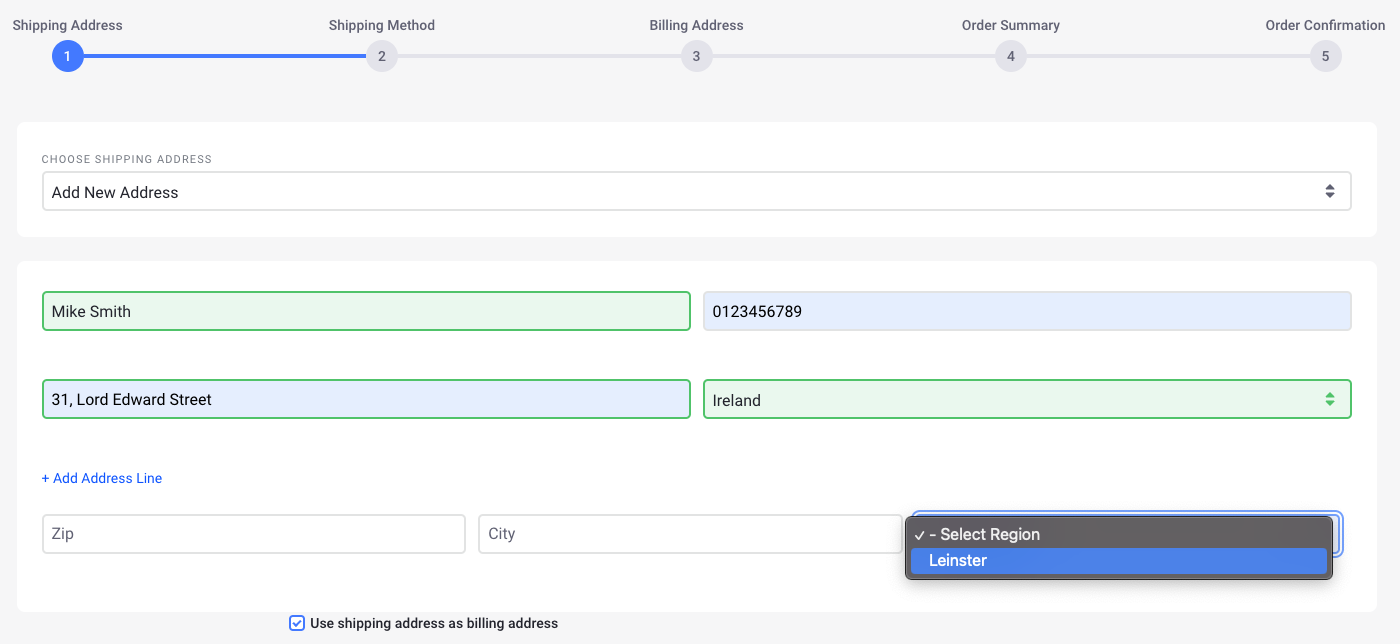 Shipping Address
Shipping Method
Billing Address
Order Summary
Order Confirmation
1
2
3
4
5
CHOOSE SHIPPING ADDRESS
Add New Address
Mike Smith
0123456789
31, Lord Edward Street
Ireland
+ Add Address Line
Zip
City
✓ - Select Region
Leinster
Use shipping address as billing address